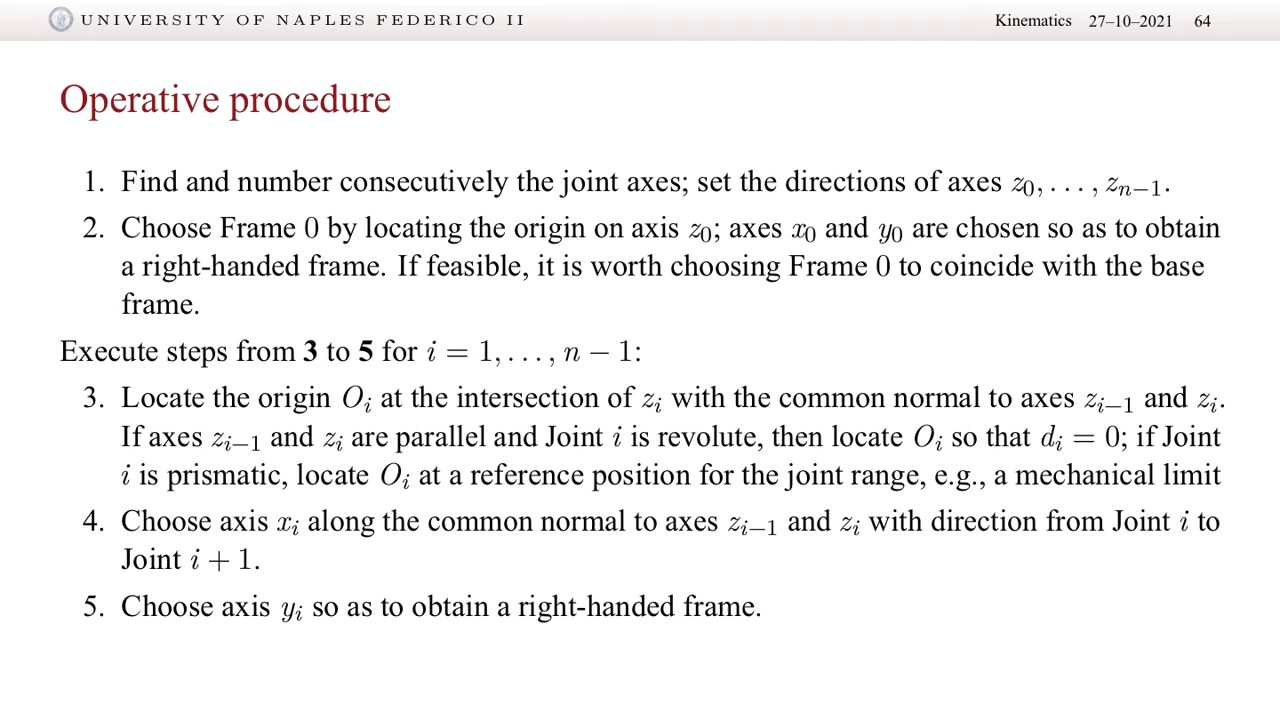 UNIVERSITY OF NAPLES FEDERICO II
Kinematics 27–10–2021 64
Operative procedure
1. Find and number consecutively the joint axes; set the directions of axes z₀, . . . , zₙ₋₁.
2. Choose Frame 0 by locating the origin on axis z₀; axes x₀ and y₀ are chosen so as to obtain
a right-handed frame. If feasible, it is worth choosing Frame 0 to coincide with the base
frame.
Execute steps from 3 to 5 for i = 1, . . . , n − 1:
3. Locate the origin Oᵢ at the intersection of zᵢ with the common normal to axes zᵢ₋₁ and zᵢ.
If axes zᵢ₋₁ and zᵢ are parallel and Joint i is revolute, then locate Oᵢ so that dᵢ = 0; if Joint
i is prismatic, locate Oᵢ at a reference position for the joint range, e.g., a mechanical limit
4. Choose axis xᵢ along the common normal to axes zᵢ₋₁ and zᵢ with direction from Joint i to
Joint i + 1.
5. Choose axis yᵢ so as to obtain a right-handed frame.